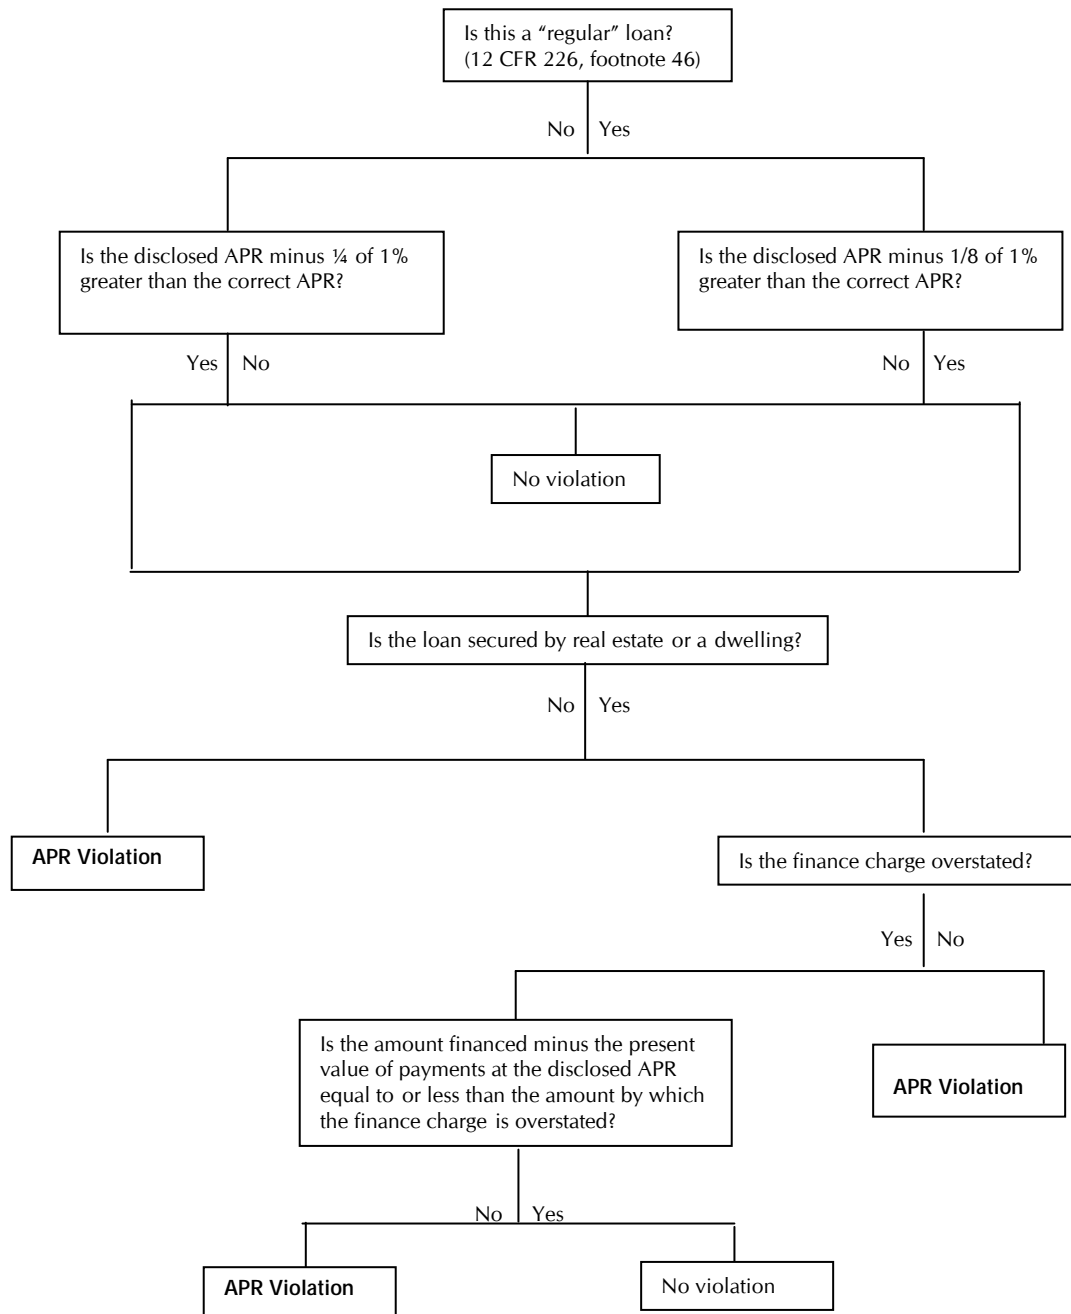 Is this a “regular” loan?
(12 CFR 226, footnote 46)
No Yes
Is the disclosed APR minus ¼ of 1%
greater than the correct APR?
Is the disclosed APR minus 1/8 of 1%
greater than the correct APR?
Yes No
No Yes
No violation
Is the loan secured by real estate or a dwelling?
No Yes
APR Violation
Is the finance charge overstated?
Yes No
Is the amount financed minus the present
value of payments at the disclosed APR
equal to or less than the amount by which
the finance charge is overstated?
APR Violation
No Yes
APR Violation
No violation